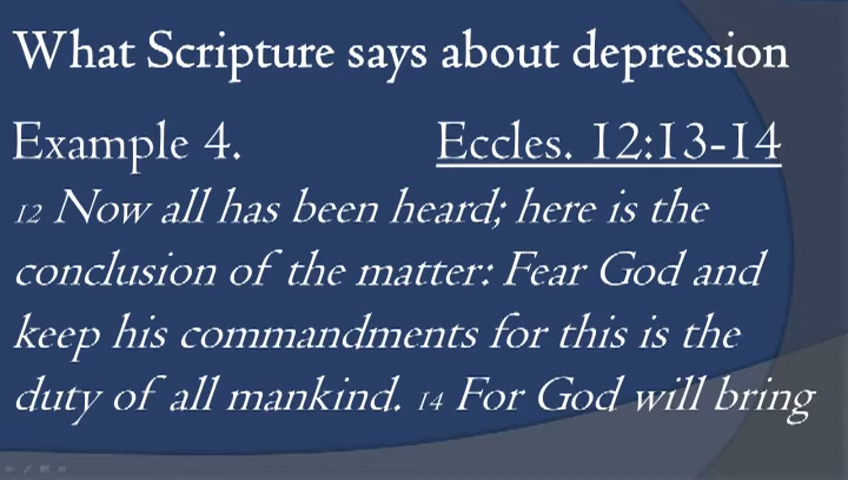 What Scripture says about depression
Example 4. Eccles. 12:13-14
12 Now all has been heard; here is the
conclusion of the matter: Fear God and
keep his commandments for this is the
duty of all mankind. 14 For God will bring